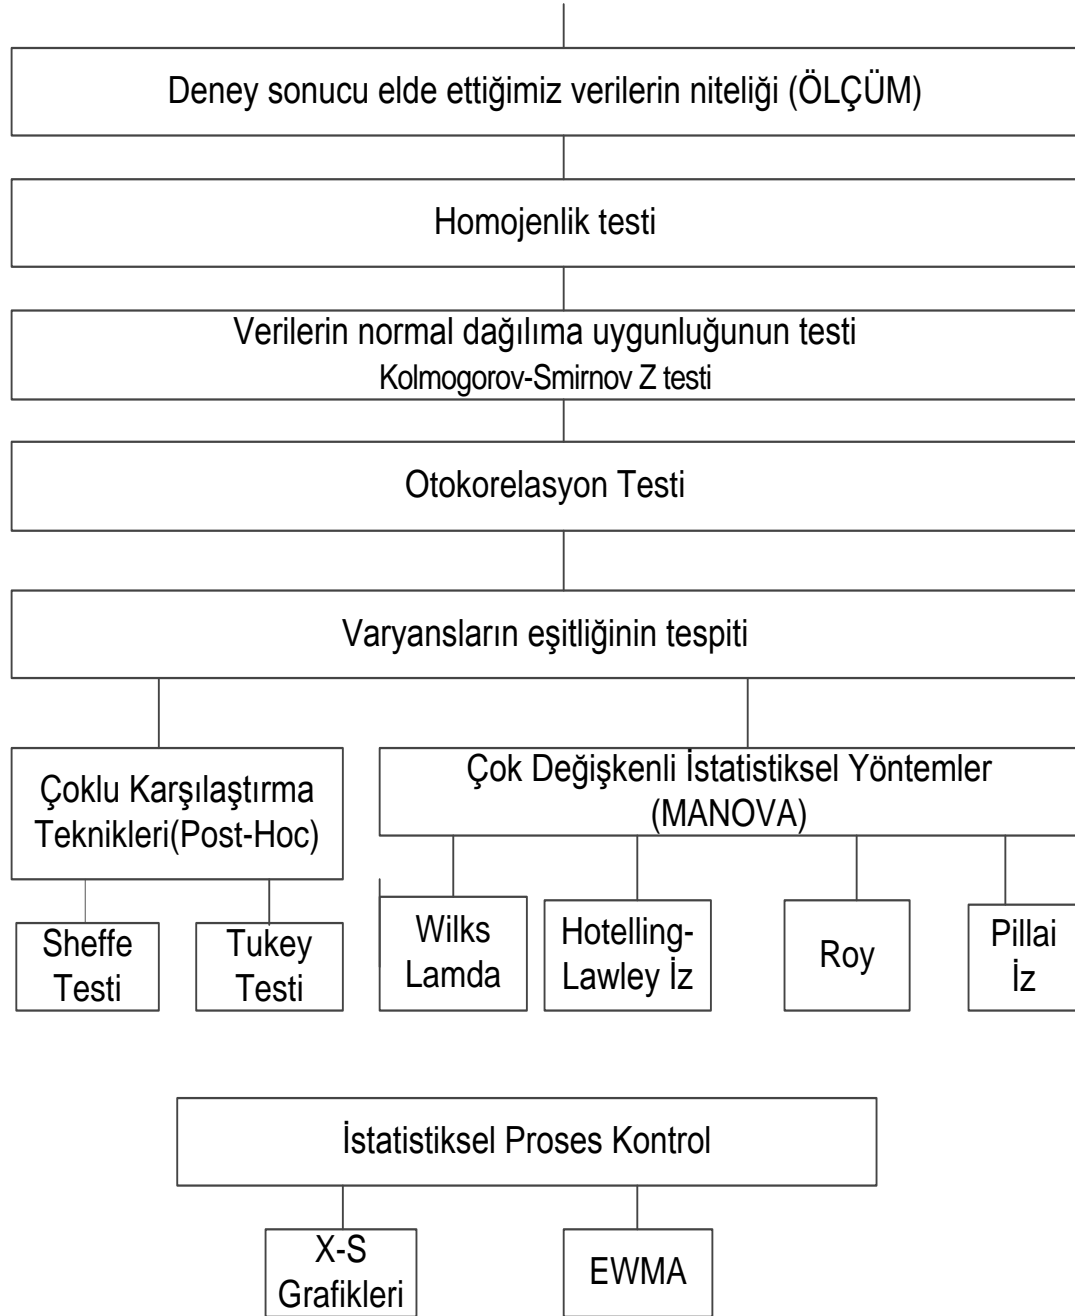 Deney sonucu elde ettiğimiz verilerin niteliği (ÖLÇÜM)
Homojenlik testi
Verilerin normal dağılıma uygunluğunun testi
Kolmogorov-Smirnov Z testi
Otokorelasyon Testi
Varyansların eşitliğinin tespiti
Çoklu Karşılaştırma
Teknikleri(Post-Hoc)
Çok Değişkenli İstatistiksel Yöntemler
(MANOVA)
Sheffe
Testi
Tukey
Testi
Wilks
Lamda
Hotelling-
Lawley İz
Roy
Pillai
İz
İstatistiksel Proses Kontrol
X-S
Grafikleri
EWMA